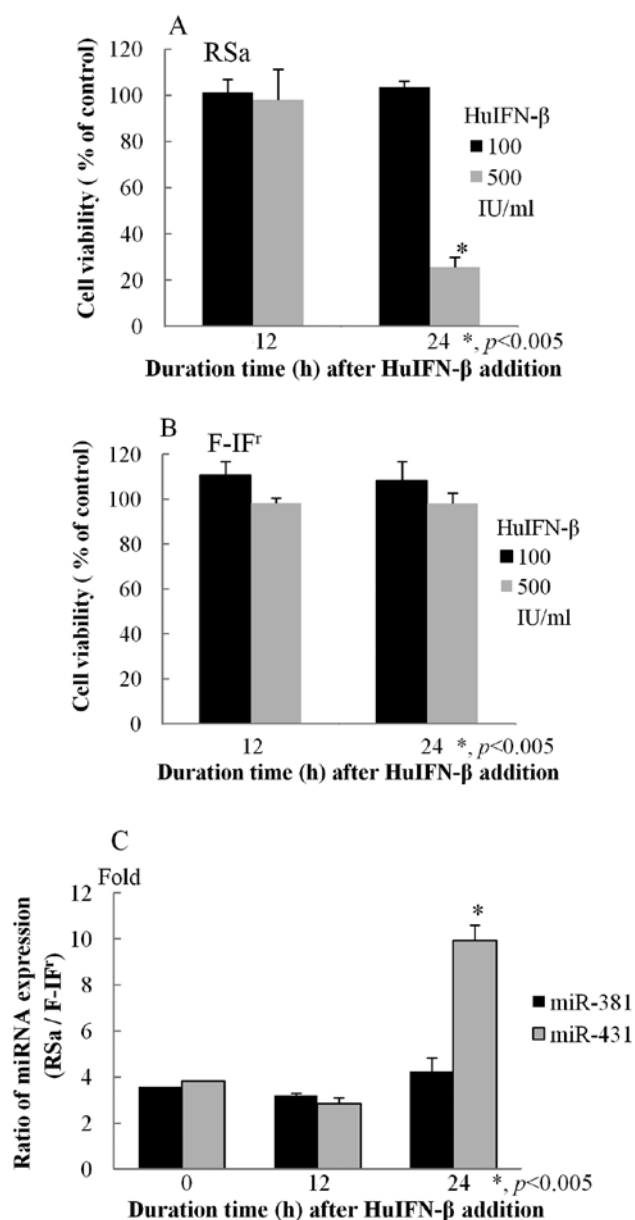 A
RSa
Cell viability ( % of control)
120
100
80
60
40
20
0
HuIFN-β
100
500
IU/ml
*
12
24 *, p<0.005
Duration time (h) after HuIFN-β addition
B
F-IFʳ
Cell viability ( % of control)
120
100
80
60
40
20
0
HuIFN-β
100
500
IU/ml
12
24 *, p<0.005
Duration time (h) after HuIFN-β addition
C
Fold
Ratio of miRNA expression
(RSa / F-IFʳ)
12
10
8
6
4
2
0
*
miR-381
miR-431
0
12
24 *, p<0.005
Duration time (h) after HuIFN-β addition